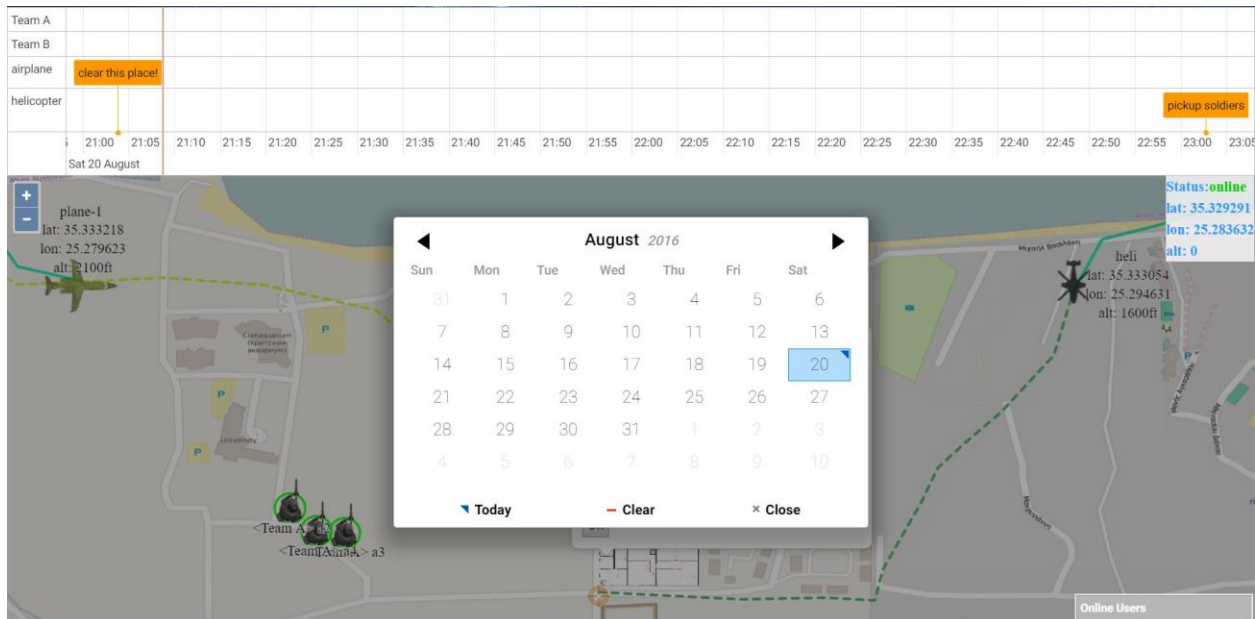 Team A
Team B
airplane
clear this place!
helicopter
pickup soldiers
21:00 21:05 21:10 21:15 21:20 21:25 21:30 21:35 21:40 21:45 21:50 21:55 22:00 22:05 22:10 22:15 22:20 22:25 22:30 22:35 22:40 22:45 22:50 22:55 23:00 23:05
Sat 20 August
+
-
plane-1
lat: 35.333218
lon: 25.279623
alt: 2100ft
Status:online
lat: 35.329291
lon: 25.283632
alt: 0
heli
lat: 35.333054
lon: 25.294631
alt: 1600ft
August 2016
Sun Mon Tue Wed Thu Fri Sat
31 1 2 3 4 5 6
7 8 9 10 11 12 13
14 15 16 17 18 19 20
21 22 23 24 25 26 27
28 29 30 31 1 2 3
4 5 6 7 8 9 10
Today
Clear
× Close
P
P
University
P
P
<Team A>
a3
Online Users